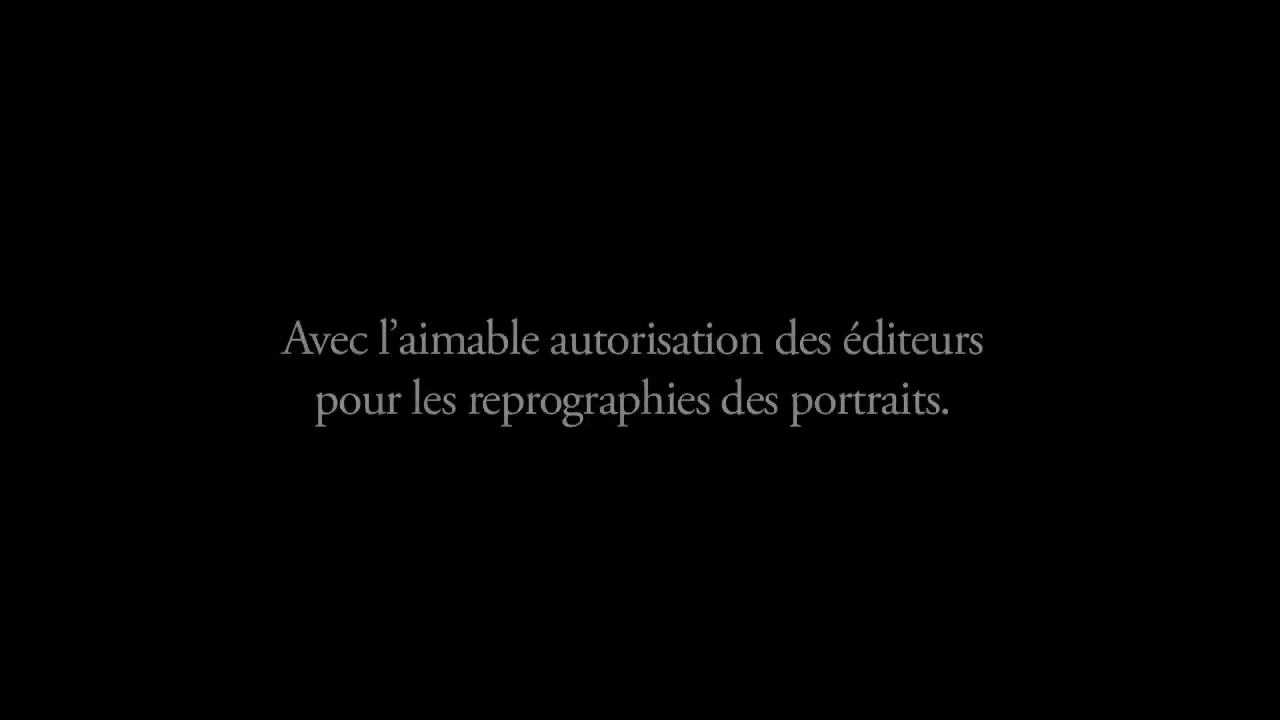 Avec l’aimable autorisation des éditeurs
pour les reprographies des portraits.